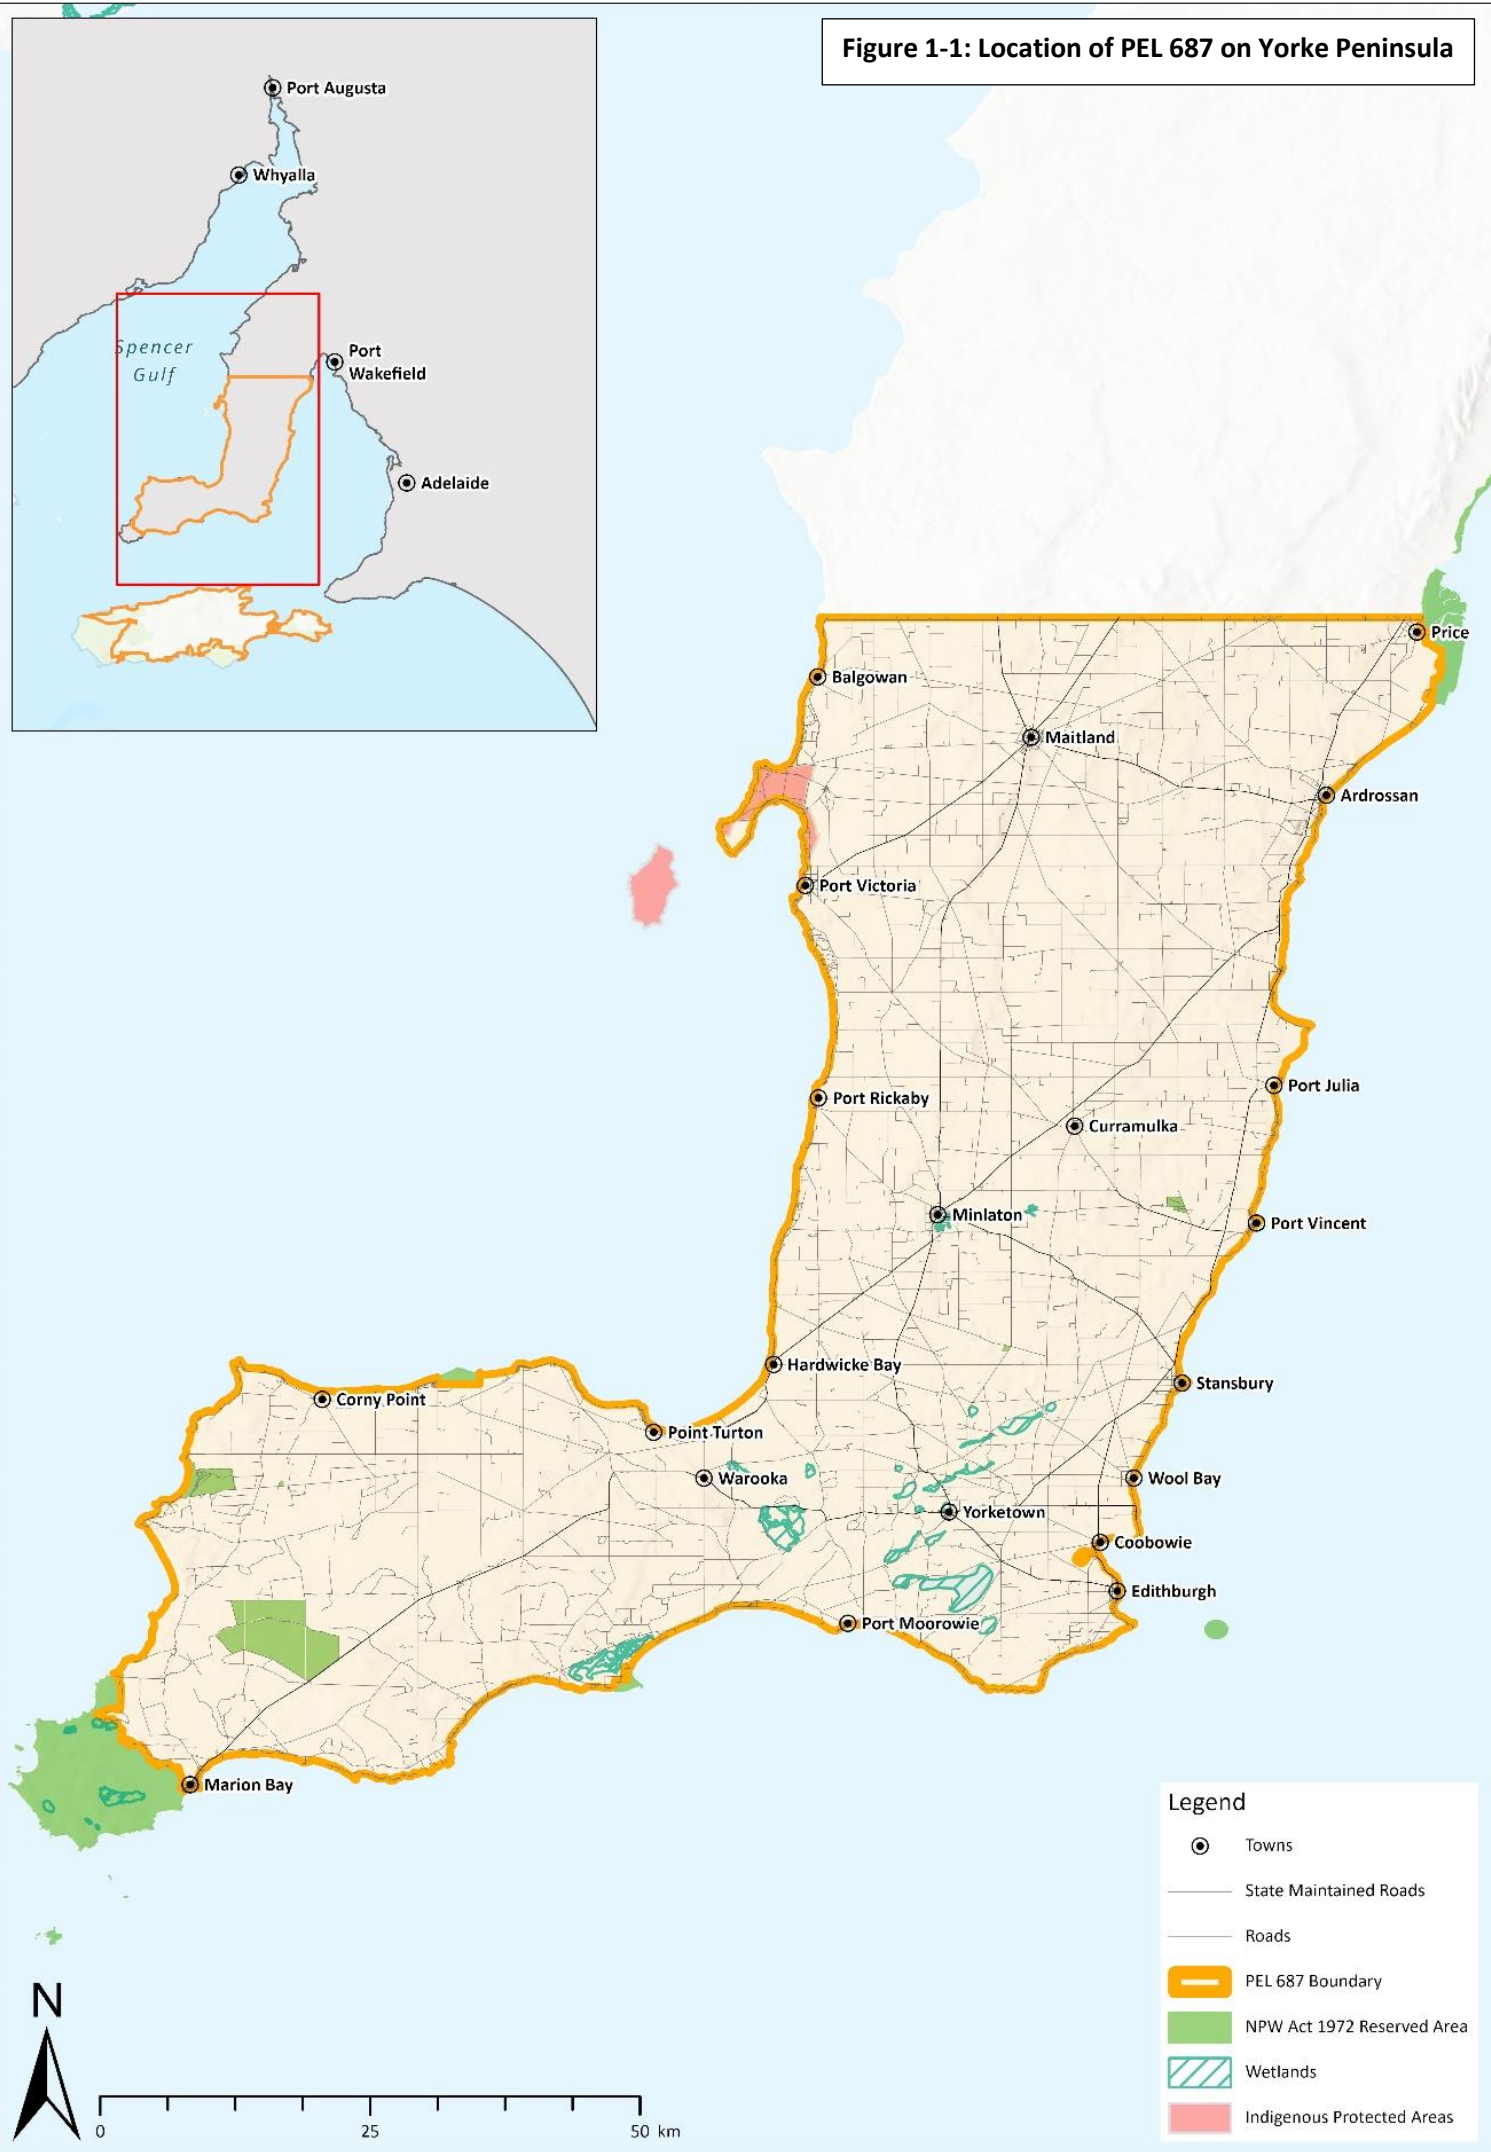 Figure 1-1: Location of PEL 687 on Yorke Peninsula
Port Augusta
Whyalla
Spencer
Gulf
Port
Wakefield
Adelaide
Price
Balgowan
Maitland
Ardrossan
Port Victoria
Port Julia
Port Rickaby
Curramulka
Minlaton
Port Vincent
Hardwicke Bay
Stansbury
Corny Point
Point Turton
Warooka
Wool Bay
Yorketown
Coobowie
Edithburgh
Port Moorowie
Marion Bay
Legend
Towns
State Maintained Roads
Roads
PEL 687 Boundary
NPW Act 1972 Reserved Area
Wetlands
Indigenous Protected Areas
N
0 25 50 km